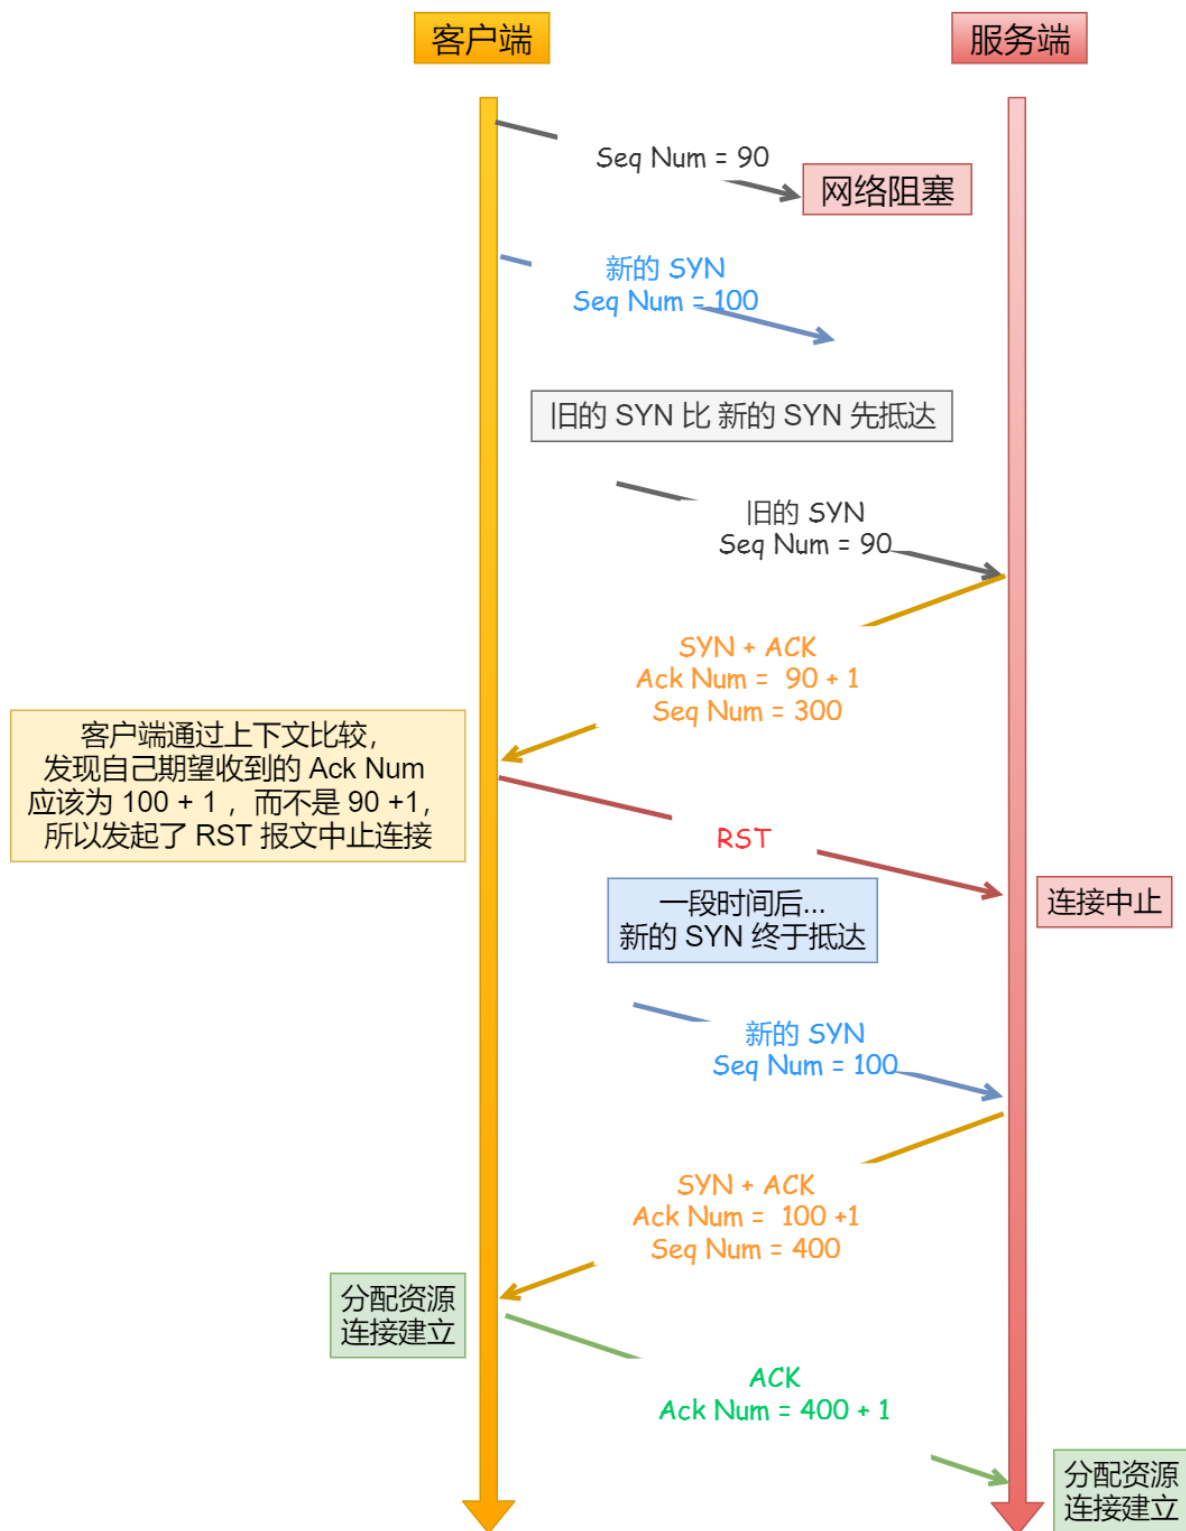 客户端
服务端
Seq Num = 90
网络阻塞
新的 SYN
Seq Num = 100
旧的 SYN 比 新的 SYN 先抵达
旧的 SYN
Seq Num = 90
SYN + ACK
Ack Num = 90 + 1
Seq Num = 300
客户端通过上下文比较，
发现自己期望收到的 Ack Num
应该为 100 + 1 ，而不是 90 +1，
所以发起了 RST 报文中止连接
RST
连接中止
一段时间后...
新的 SYN 终于抵达
新的 SYN
Seq Num = 100
SYN + ACK
Ack Num = 100 +1
Seq Num = 400
分配资源
连接建立
ACK
Ack Num = 400 + 1
分配资源
连接建立